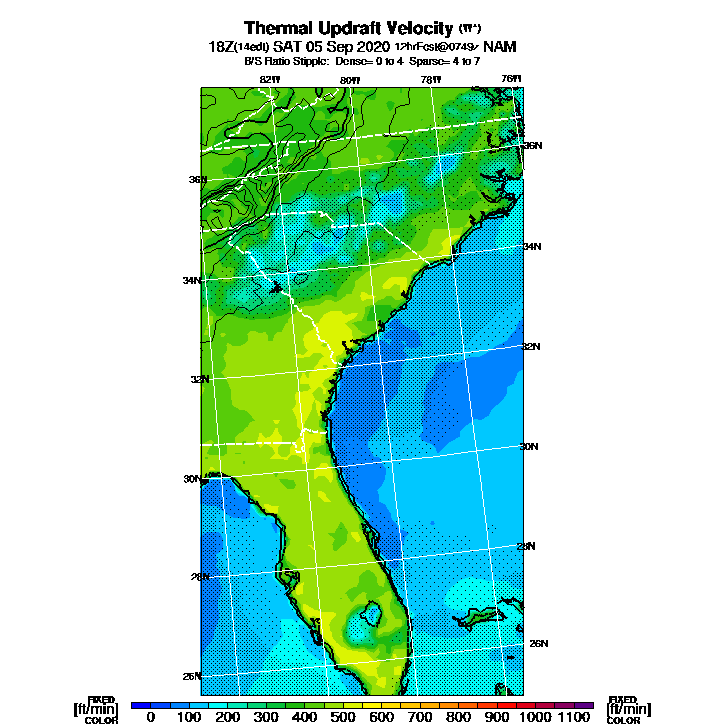 Thermal Updraft Velocity (W*)
18Z(14edt) SAT 05 Sep 2020 12hrFcst@0749z NAM
B/S Ratio Stipple: Dense= 0 to 4 Sparse= 4 to 7
82W 80W 78W 76W
36N
36N
34N
34N
32N
32N
30N
30N
28N
28N
26N
26N
FIXED FIXED
[ft/min] [ft/min]
COLOR COLOR
0 100 200 300 400 500 600 700 800 900 1000 1100